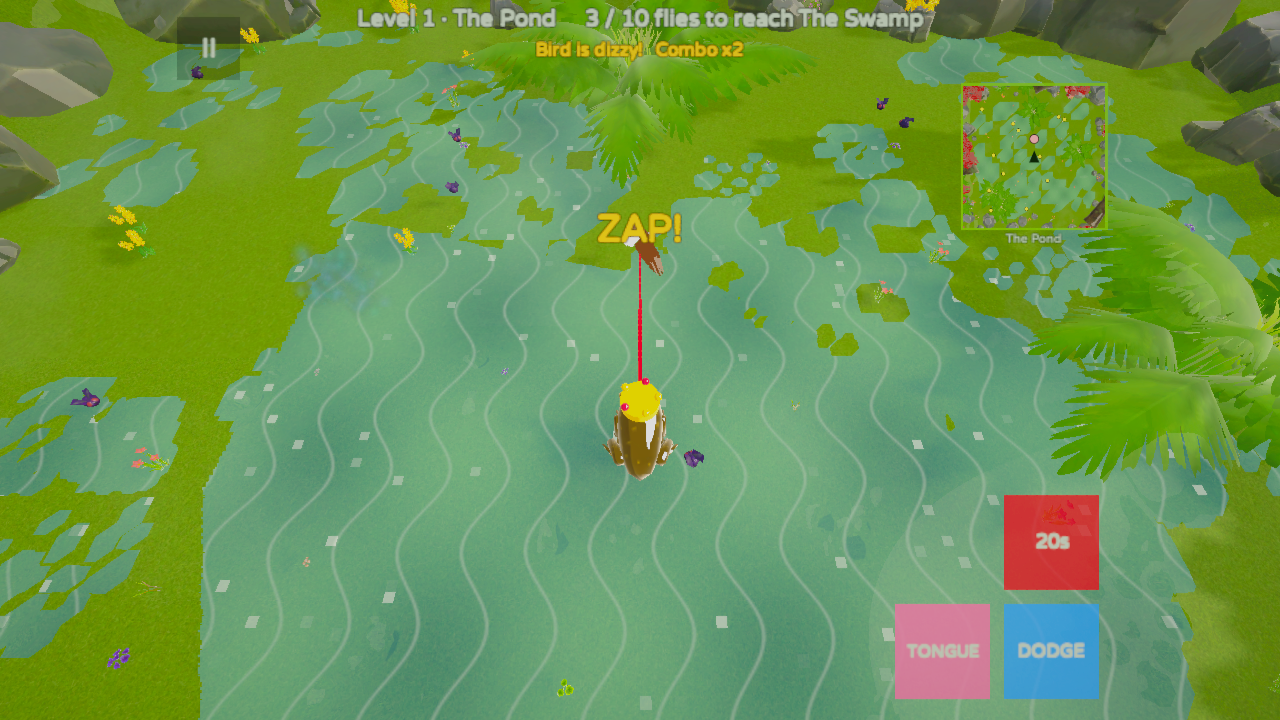 Level 1 · The Pond 3 / 10 flies to reach The Swamp
Bird is dizzy! Combo x2
ZAP!
The Pond
20s
TONGUE
DODGE